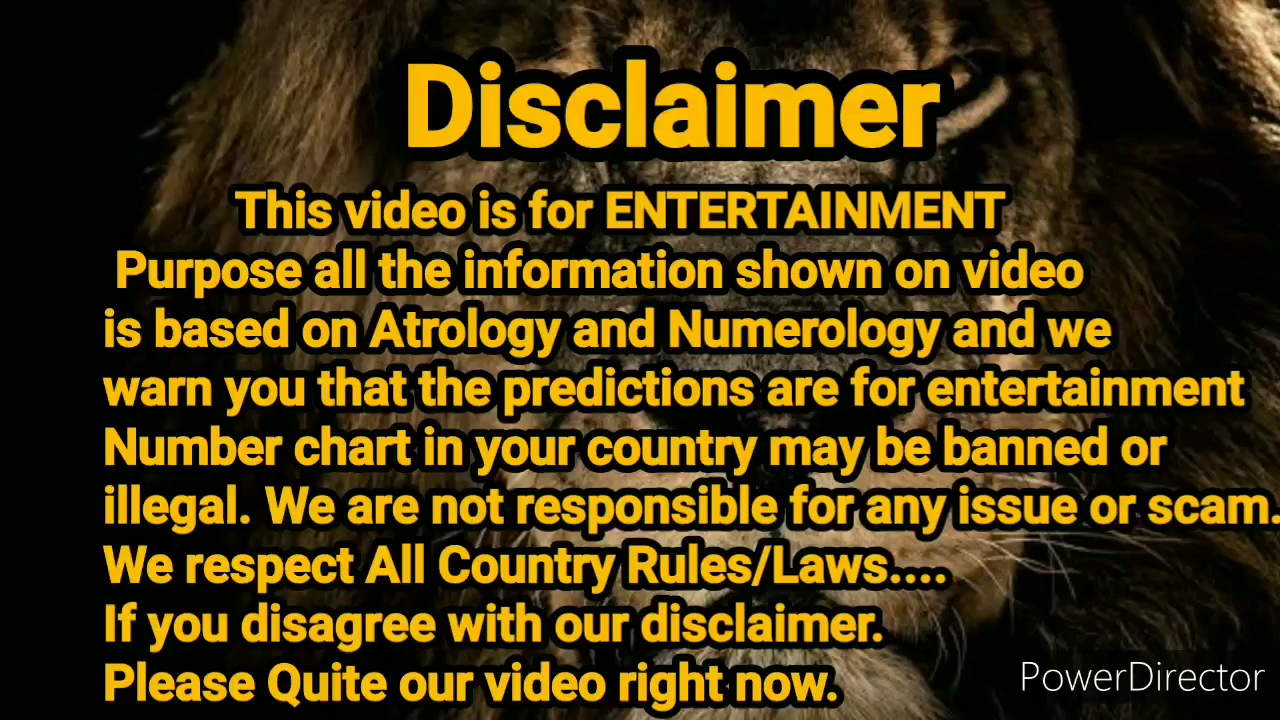 Disclaimer
This video is for ENTERTAINMENT
Purpose all the information shown on video
is based on Atrology and Numerology and we
warn you that the predictions are for entertainment
Number chart in your country may be banned or
illegal. We are not responsible for any issue or scam.
We respect All Country Rules/Laws....
If you disagree with our disclaimer.
Please Quite our video right now.
PowerDirector